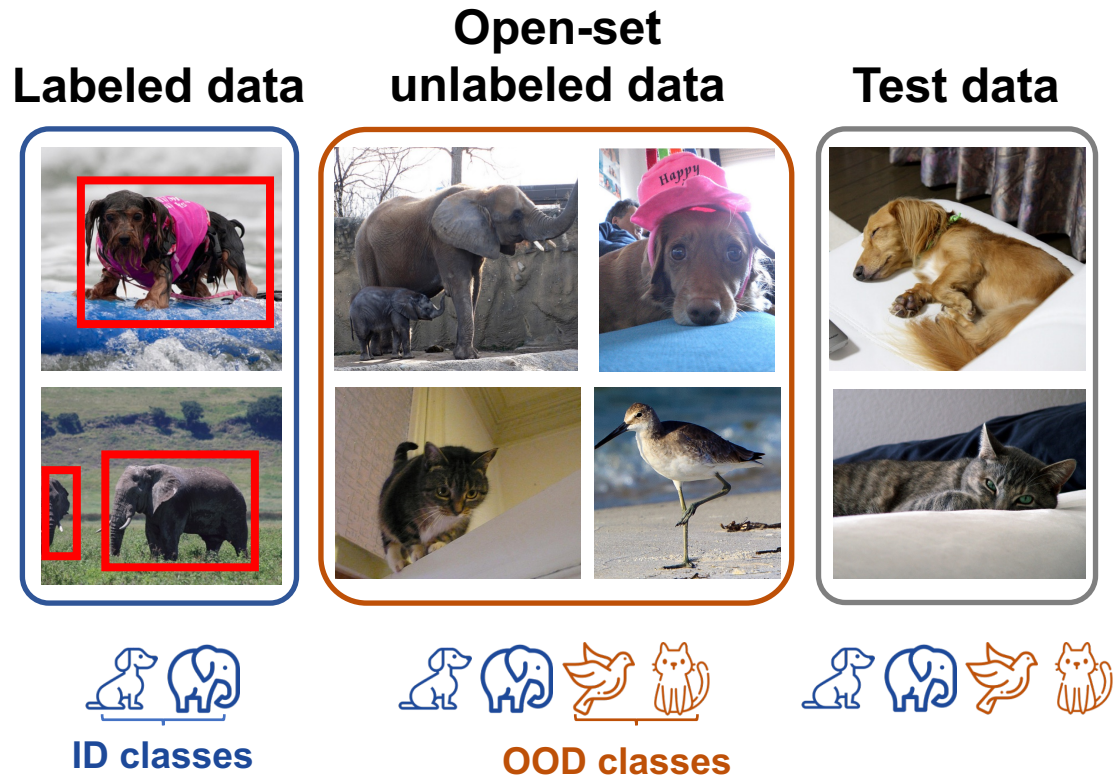 Open-set
Labeled data
unlabeled data
Test data
Happy
ID classes
OOD classes